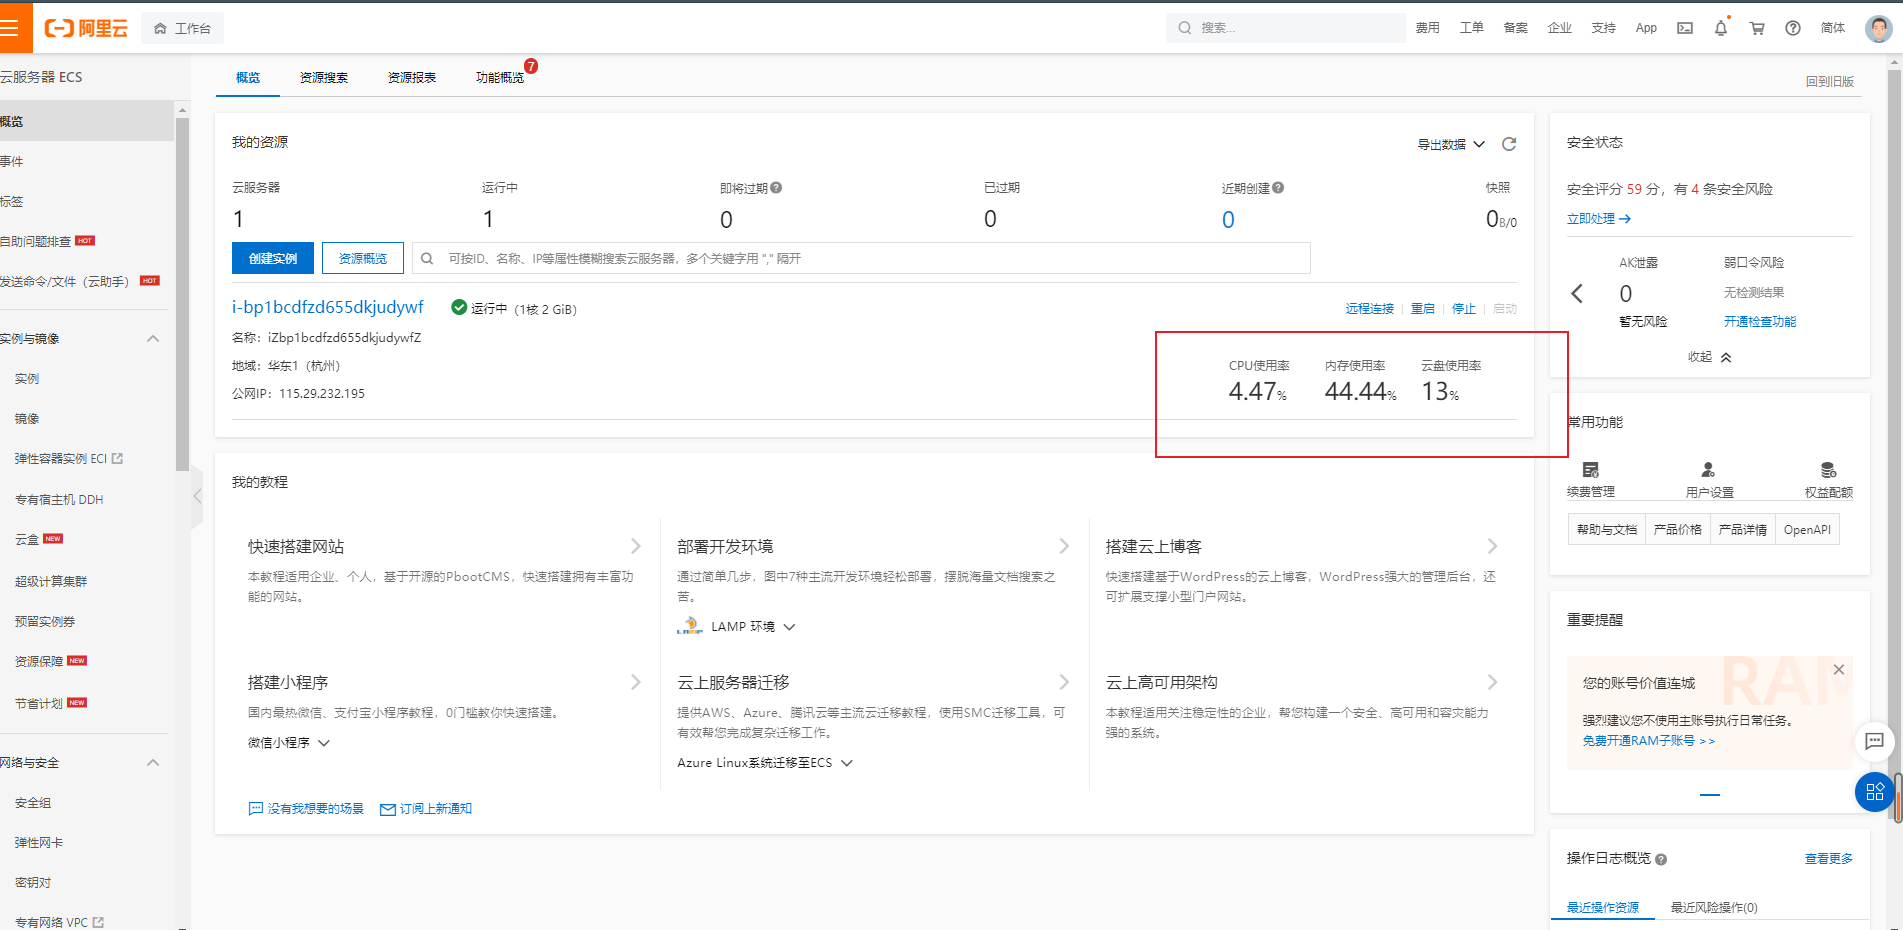 阿里云
工作台
搜索...
费用
工单
备案
企业
支持
App
简体
云服务器 ECS
概览
事件
标签
自助问题排查 HOT
发送命令/文件（云助手） HOT
实例与镜像
实例
镜像
弹性容器实例 ECI
专有宿主机 DDH
云盒 NEW
超级计算集群
预留实例券
资源保障 NEW
节省计划 NEW
网络与安全
安全组
弹性网卡
密钥对
专有网络 VPC
概览
资源搜索
资源报表
功能概览
7
回到旧版
我的资源
导出数据
云服务器
1
运行中
1
即将过期
0
已过期
0
近期创建
0
快照
0B/0
创建实例
资源概览
可按ID、名称、IP等属性模糊搜索云服务器，多个关键字用 "," 隔开
i-bp1bcdfzd655dkjudywf
运行中（1核 2 GiB）
远程连接
重启
停止
启动
名称：iZbp1bcdfzd655dkjudywfZ
地域：华东1（杭州）
公网IP：115.29.232.195
CPU使用率
4.47%
内存使用率
44.44%
云盘使用率
13%
我的教程
快速搭建网站
本教程适用企业、个人，基于开源的PbootCMS，快速搭建拥有丰富功
能的网站。
部署开发环境
通过简单几步，图中7种主流开发环境轻松部署，摆脱海量文档搜索之
苦。
LAMP LAMP 环境
搭建云上博客
快速搭建基于WordPress的云上博客，WordPress强大的管理后台，还
可扩展支撑小型门户网站。
搭建小程序
国内最热微信、支付宝小程序教程，0门槛教你快速搭建。
微信小程序
云上服务器迁移
提供AWS、Azure、腾讯云等主流云迁移教程，使用SMC迁移工具，可
有效帮您完成复杂迁移工作。
Azure Linux系统迁移至ECS
云上高可用架构
本教程适用关注稳定性的企业，帮您构建一个安全、高可用和容灾能力
强的系统。
没有我想要的场景
订阅上新通知
安全状态
安全评分 59 分，有 4 条安全风险
立即处理
AK泄露
0
暂无风险
弱口令风险
无检测结果
开通检查功能
收起
常用功能
续费管理
用户设置
权益配额
帮助与文档
产品价格
产品详情
OpenAPI
重要提醒
RAM
您的账号价值连城
强烈建议您不使用主账号执行日常任务。
免费开通RAM子账号 >>
操作日志概览
查看更多
最近操作资源
最近风险操作(0)